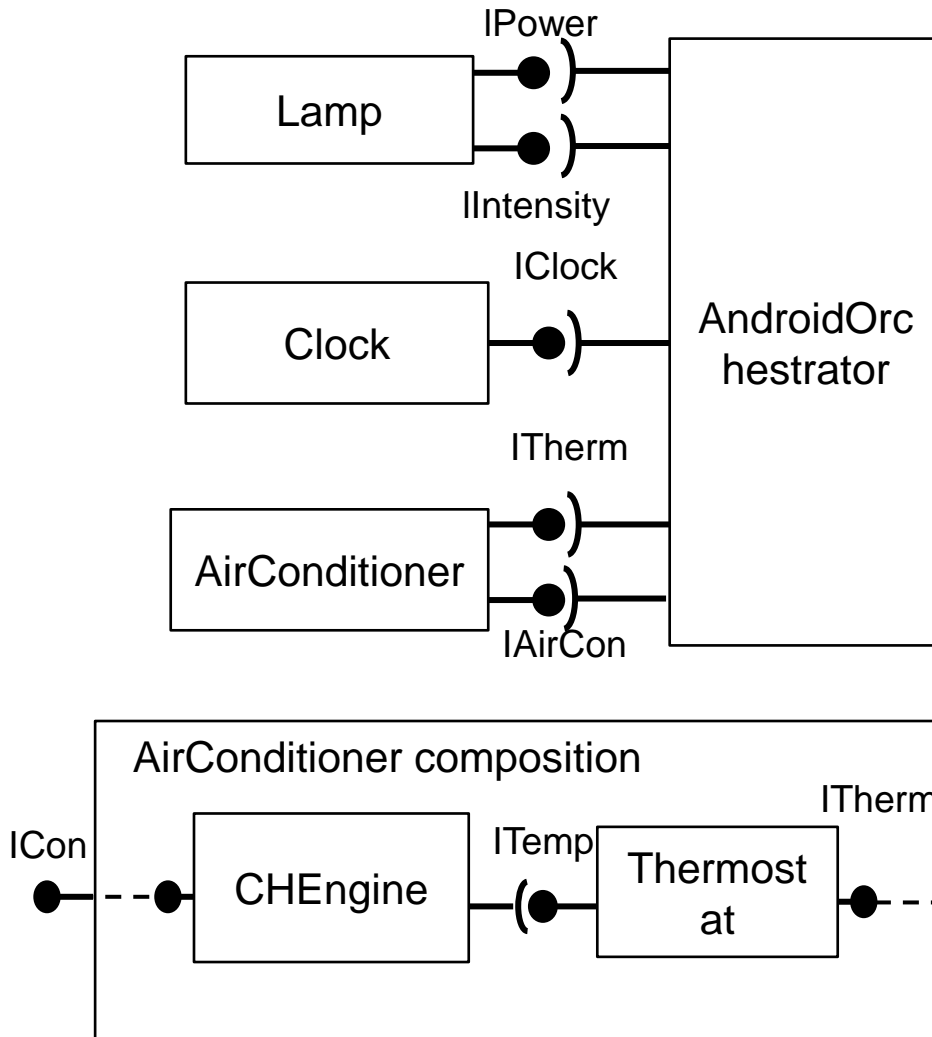 IPower
Lamp
IIntensity
IClock
Clock
AndroidOrc
hestrator
ITherm
AirConditioner
IAirCon
AirConditioner composition
ITherm
ICon
ITemp
CHEngine
Thermost
at